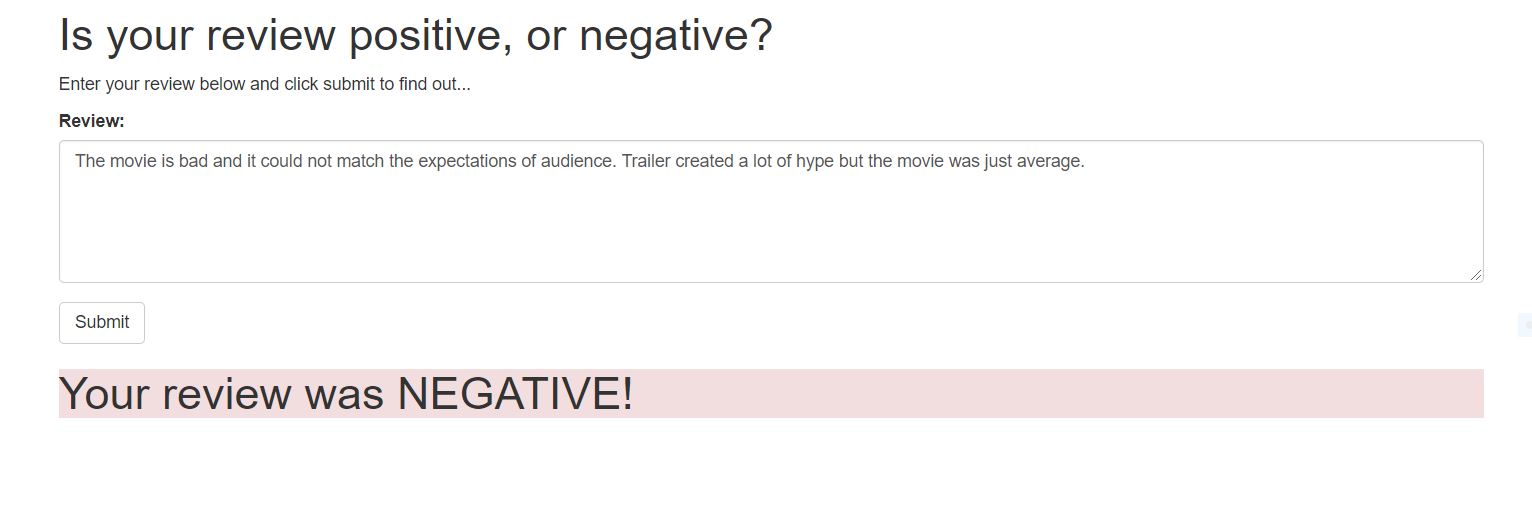 Is your review positive, or negative?
Enter your review below and click submit to find out...
Review:
The movie is bad and it could not match the expectations of audience. Trailer created a lot of hype but the movie was just average.
Submit
Your review was NEGATIVE!